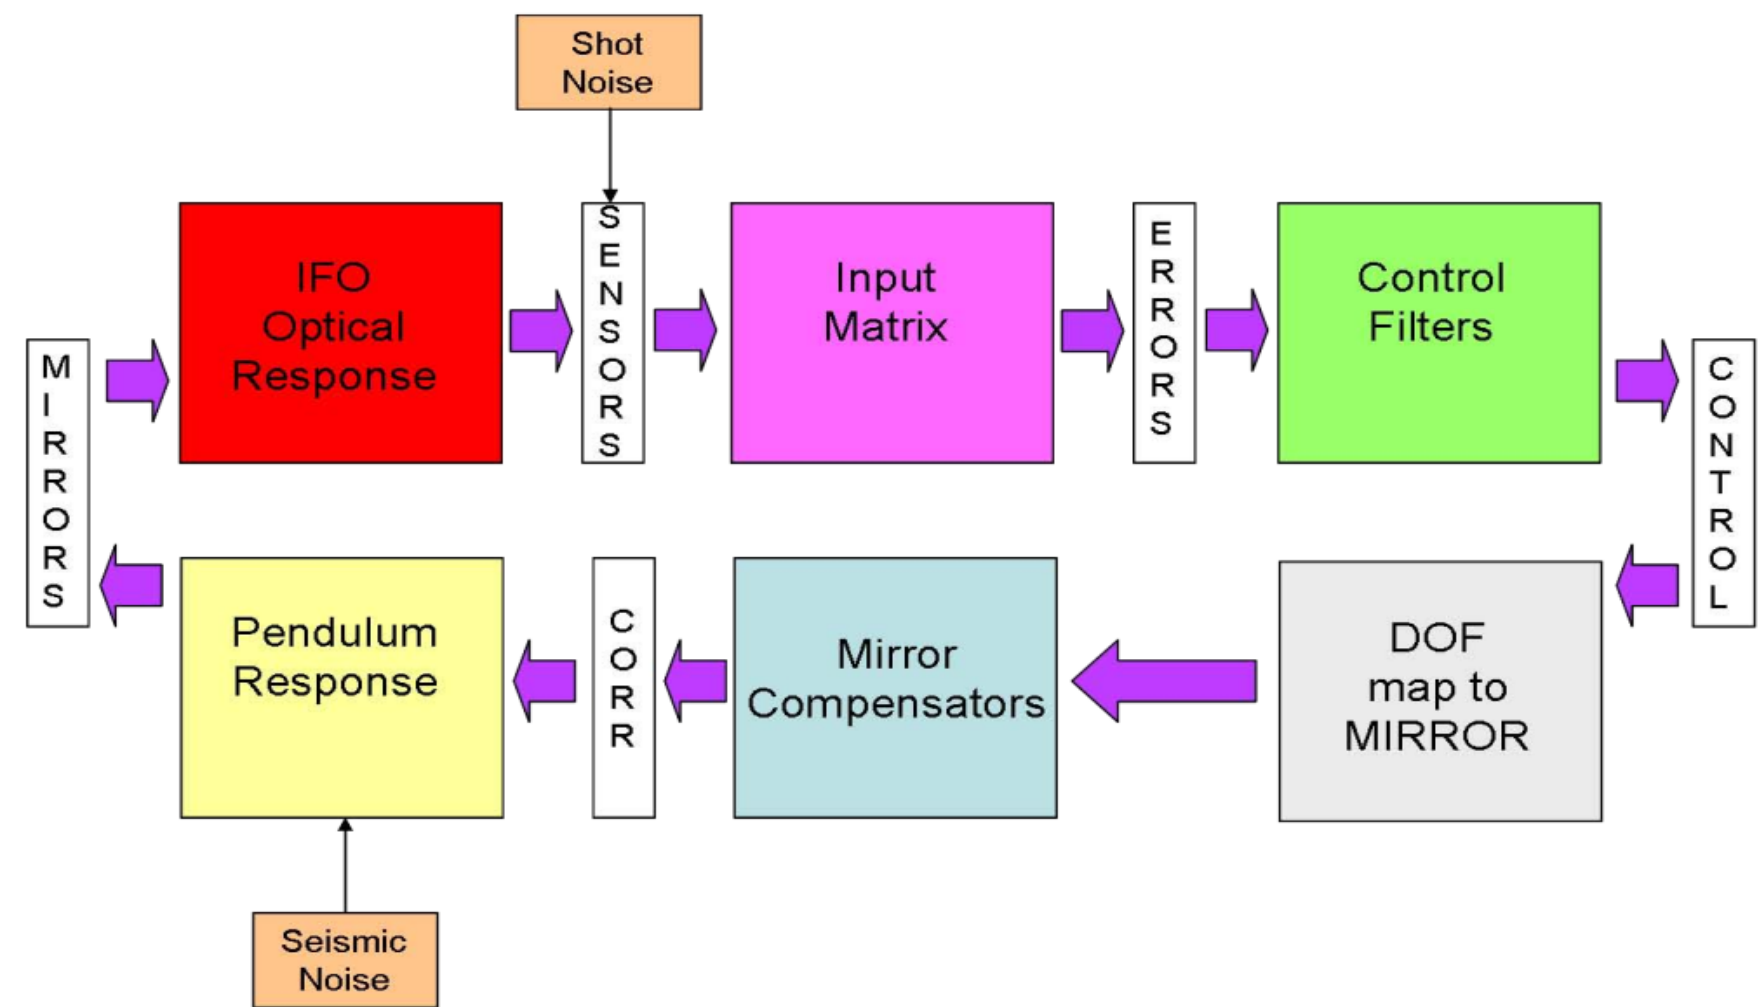 Shot
Noise
IFO
Optical
Response
SENSORS
Input
Matrix
ERRORS
Control
Filters
MIRRORS
CONTROL
Pendulum
Response
CORR
Mirror
Compensators
DOF
map to
MIRROR
Seismic
Noise